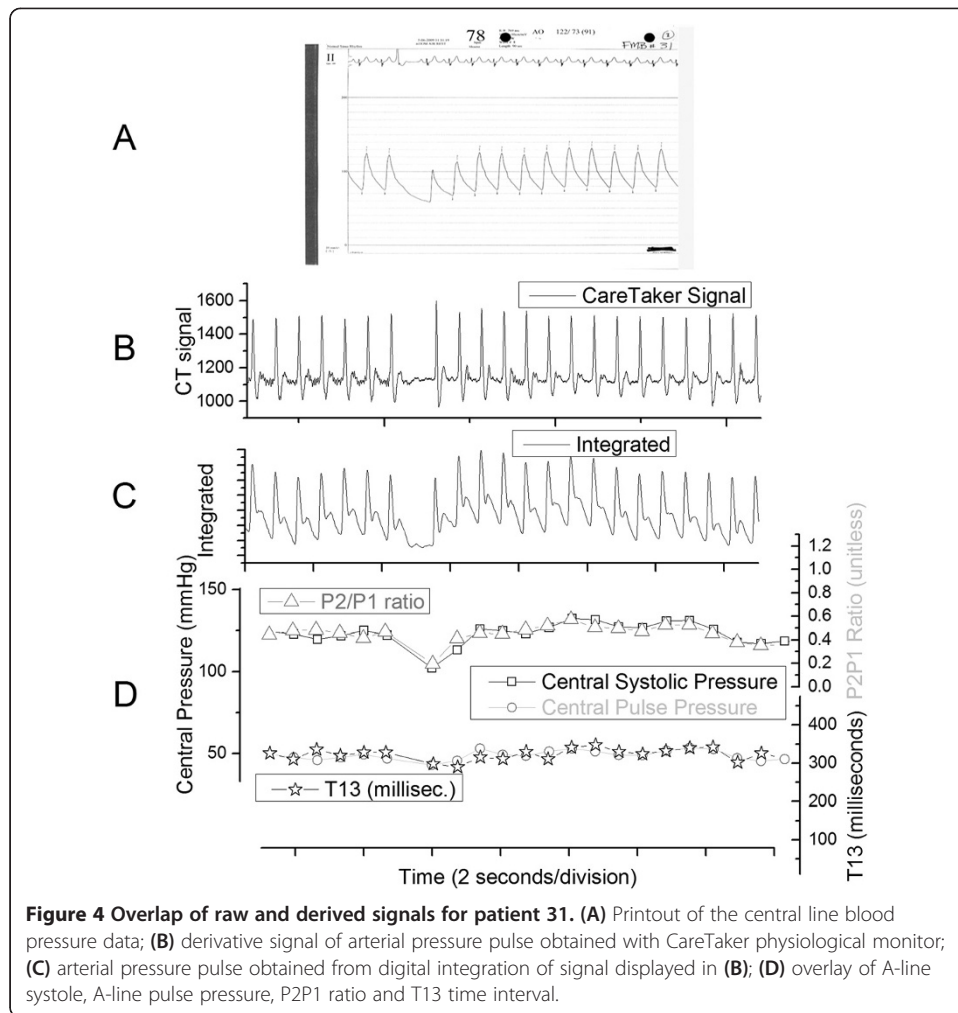 78
AO 122/ 73 (91)
FMB # 31
II
A
B
CT signal
1600
1400
1200
1000
CareTaker Signal
C
Integrated
Integrated
D
Central Pressure (mmHg)
150
100
50
P2/P1 ratio
Central Systolic Pressure
Central Pulse Pressure
T13 (millisec.)
1.2
1.0
0.8
0.6
0.4
0.2
0.0
P2P1 Ratio (unitless)
400
300
200
100
T13 (milliseconds)
Time (2 seconds/division)
Figure 4 Overlap of raw and derived signals for patient 31. (A) Printout of the central line blood
pressure data; (B) derivative signal of arterial pressure pulse obtained with CareTaker physiological monitor;
(C) arterial pressure pulse obtained from digital integration of signal displayed in (B); (D) overlay of A-line
systole, A-line pulse pressure, P2P1 ratio and T13 time interval.